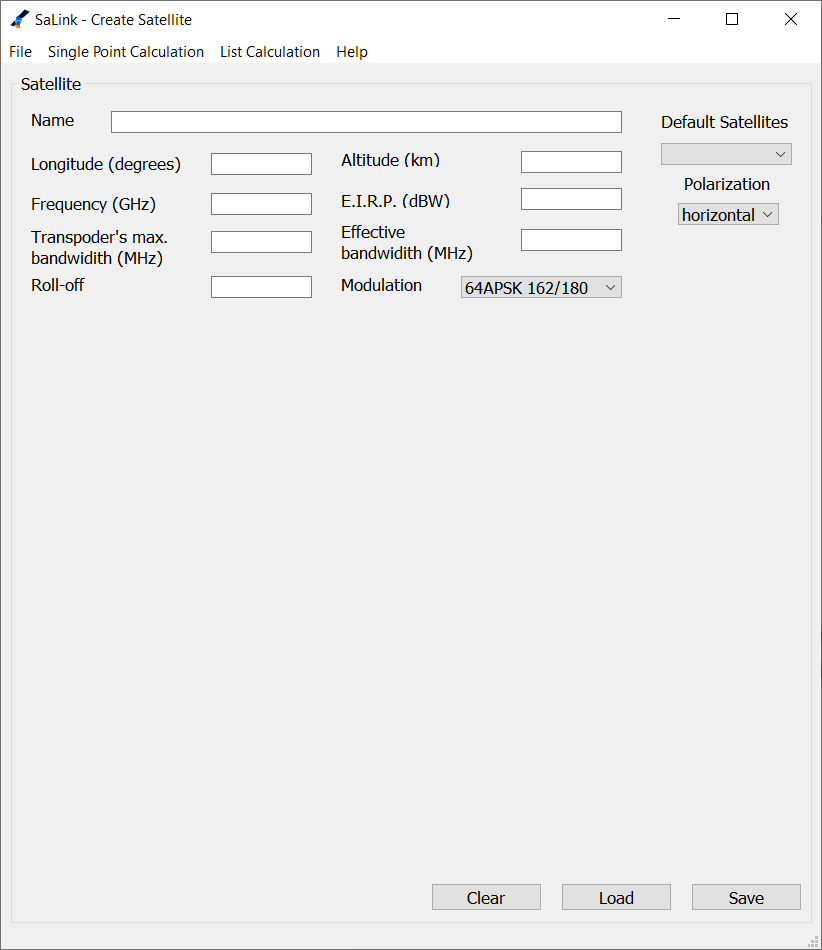 SaLink - Create Satellite
File Single Point Calculation List Calculation Help
Satellite
Name
Default Satellites
Longitude (degrees)
Altitude (km)
Polarization
Frequency (GHz)
E.I.R.P. (dBW)
horizontal
Transpoder's max.
bandwidith (MHz)
Effective
bandwidith (MHz)
Roll-off
Modulation
64APSK 162/180
Clear
Load
Save